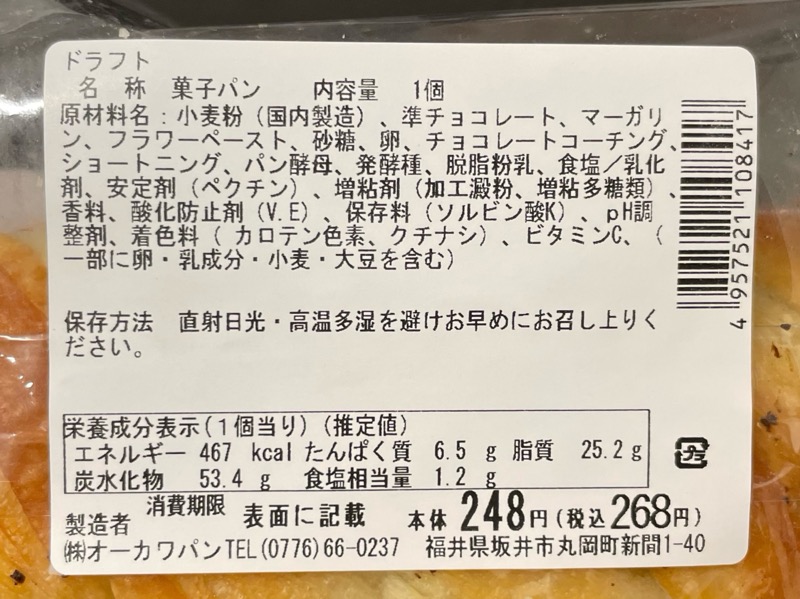 ドラフト
名 称 菓子パン 内容量 1個
原材料名：小麦粉（国内製造）、準チョコレート、マーガリ
ン、フラワーペースト、砂糖、卵、チョコレートコーチング、
ショートニング、パン酵母、発酵種、脱脂粉乳、食塩／乳化
剤、安定剤（ペクチン）、増粘剤（加工澱粉、増粘多糖類）、
香料、酸化防止剤（V.E）、保存料（ソルビン酸K）、pH調
整剤、着色料（ カロテン色素、クチナシ）、ビタミンC、（
一部に卵・乳成分・小麦・大豆を含む）
保存方法 直射日光・高温多湿を避けお早めにお召し上りく
ださい。
栄養成分表示(１個当り)（推定値）
エネルギー 467 kcal たんぱく質 6.5 g 脂質 25.2 g
炭水化物 53.4 g 食塩相当量 1.2 g
プラ
消費期限 表面に記載 本体 248円(税込268円)
製造者
㈱オーカワパン TEL(0776)66-0237 福井県坂井市丸岡町新間1-40
4 957521 108417